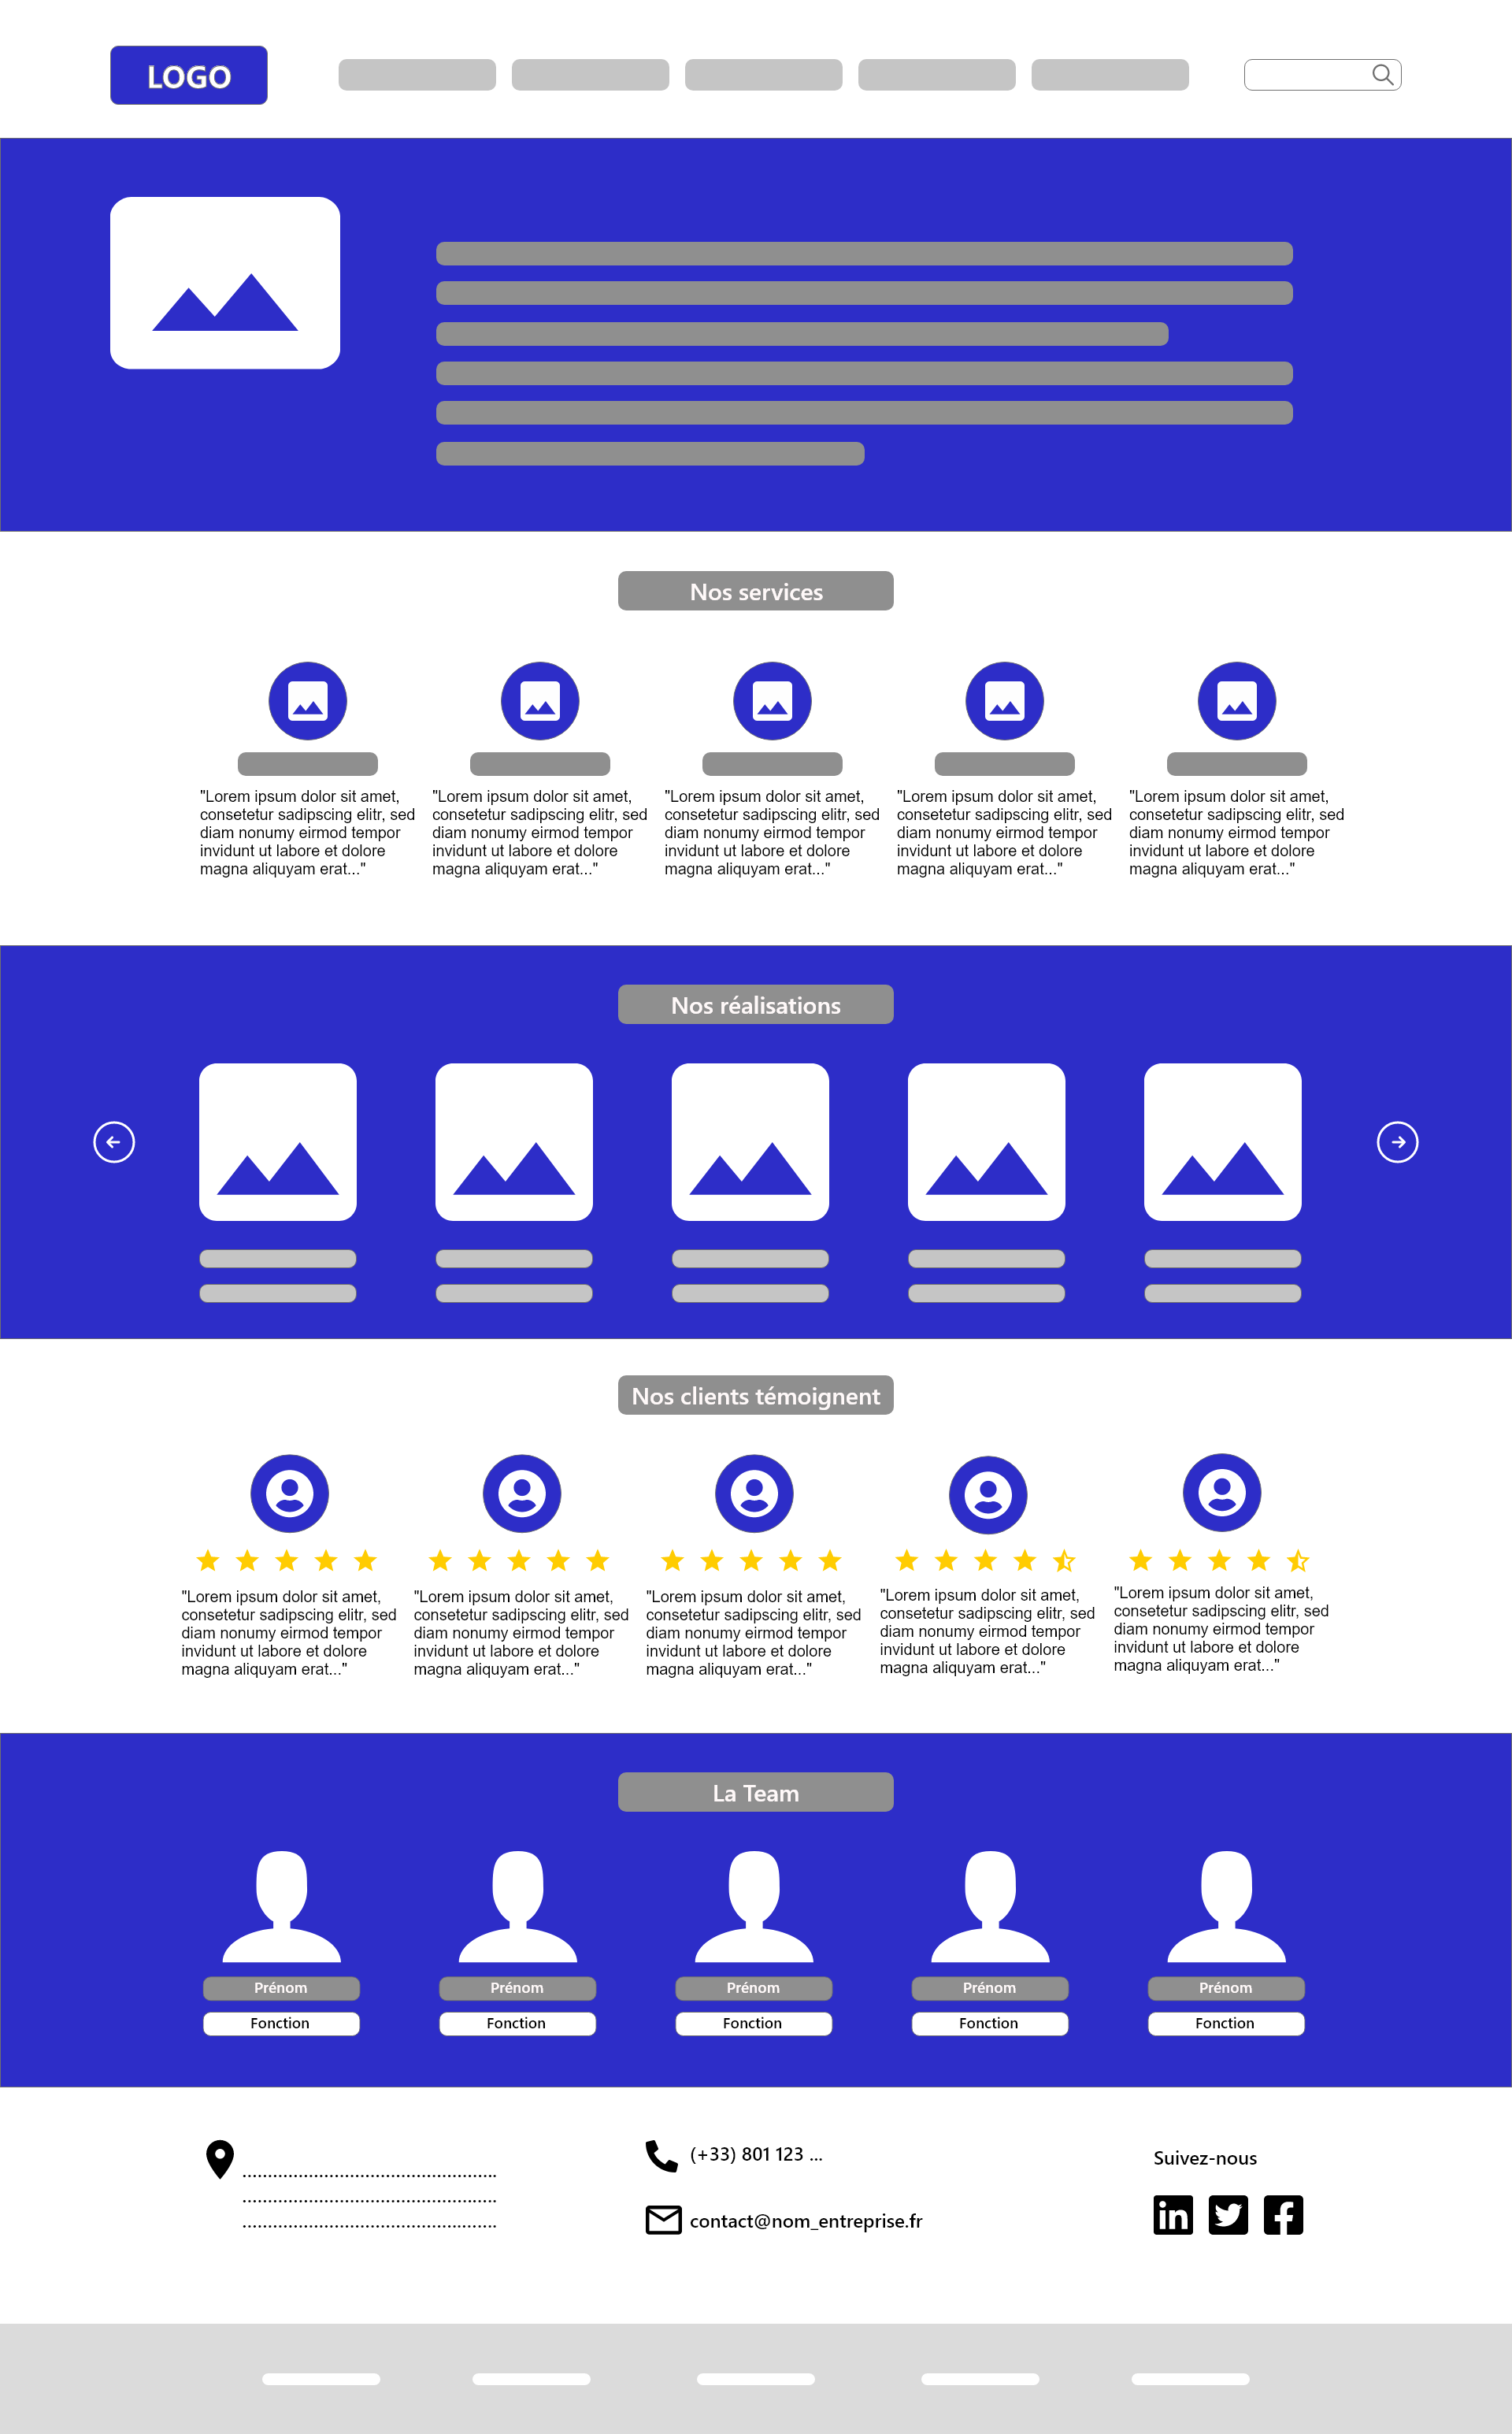 LOGO
Nos services
"Lorem ipsum dolor sit amet,
consetetur sadipscing elitr, sed
diam nonumy eirmod tempor
invidunt ut labore et dolore
magna aliquyam erat..."
"Lorem ipsum dolor sit amet,
consetetur sadipscing elitr, sed
diam nonumy eirmod tempor
invidunt ut labore et dolore
magna aliquyam erat..."
"Lorem ipsum dolor sit amet,
consetetur sadipscing elitr, sed
diam nonumy eirmod tempor
invidunt ut labore et dolore
magna aliquyam erat..."
"Lorem ipsum dolor sit amet,
consetetur sadipscing elitr, sed
diam nonumy eirmod tempor
invidunt ut labore et dolore
magna aliquyam erat..."
"Lorem ipsum dolor sit amet,
consetetur sadipscing elitr, sed
diam nonumy eirmod tempor
invidunt ut labore et dolore
magna aliquyam erat..."
Nos réalisations
Nos clients témoignent
"Lorem ipsum dolor sit amet,
consetetur sadipscing elitr, sed
diam nonumy eirmod tempor
invidunt ut labore et dolore
magna aliquyam erat..."
"Lorem ipsum dolor sit amet,
consetetur sadipscing elitr, sed
diam nonumy eirmod tempor
invidunt ut labore et dolore
magna aliquyam erat..."
"Lorem ipsum dolor sit amet,
consetetur sadipscing elitr, sed
diam nonumy eirmod tempor
invidunt ut labore et dolore
magna aliquyam erat..."
"Lorem ipsum dolor sit amet,
consetetur sadipscing elitr, sed
diam nonumy eirmod tempor
invidunt ut labore et dolore
magna aliquyam erat..."
"Lorem ipsum dolor sit amet,
consetetur sadipscing elitr, sed
diam nonumy eirmod tempor
invidunt ut labore et dolore
magna aliquyam erat..."
La Team
Prénom
Fonction
Prénom
Fonction
Prénom
Fonction
Prénom
Fonction
Prénom
Fonction
(+33) 801 123 ...
contact@nom_entreprise.fr
Suivez-nous